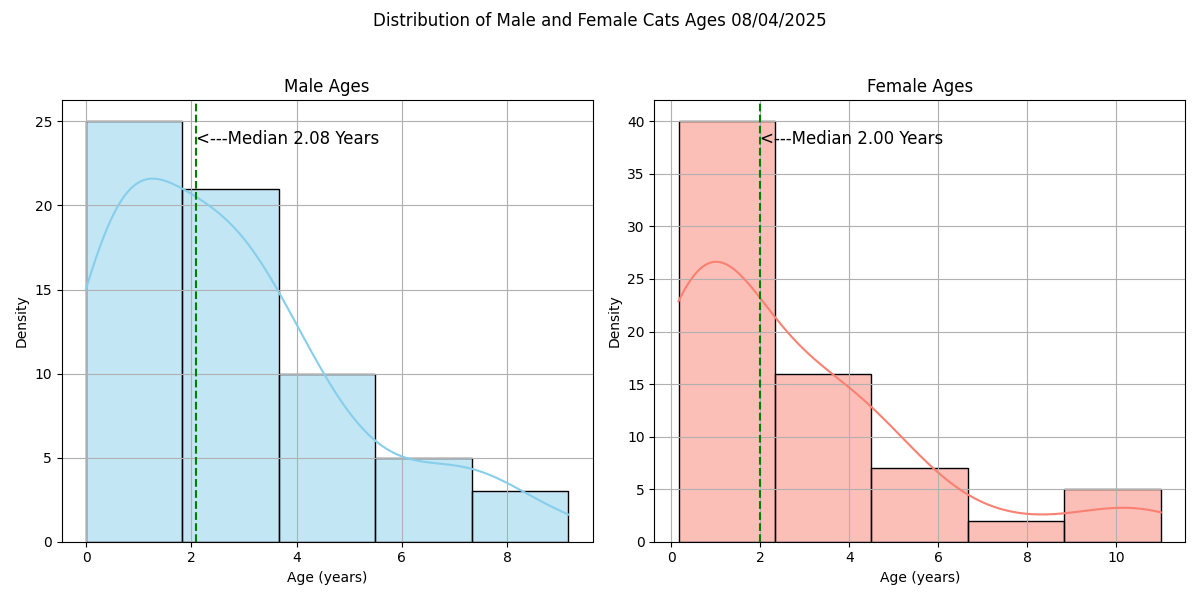 Distribution of Male and Female Cats Ages 08/04/2025
Male Ages
<---Median 2.08 Years
Density
25
20
15
10
5
0
0 2 4 6 8
Age (years)
Female Ages
<---Median 2.00 Years
Density
40
35
30
25
20
15
10
5
0
0 2 4 6 8 10
Age (years)